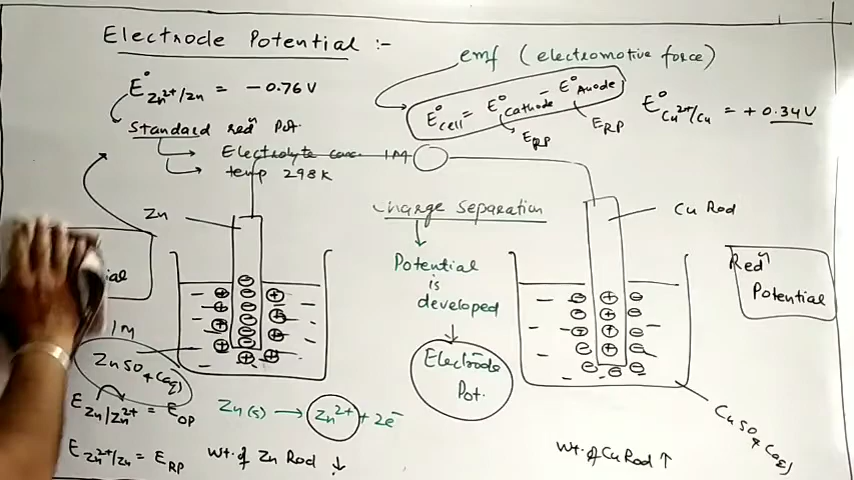 Electrode Potential :-
emf (electromotive force)
E°Zn²⁺/Zn = -0.76 V
E°cell = E°Cathode - E°Anode
ERP
ERP
E°Cu²⁺/Cu = +0.34 V
Standard redⁿ Pot.
Electrolyte conc. 1M
temp 298K
Zn
Charge Separation
Cu Rod
Potential
is
developed
Redⁿ
Potential
ial
1M
ZnSO4(aq)
Electrode
Pot.
EZn/Zn²⁺ = EOP
Zn(s) → Zn²⁺ + 2e⁻
CuSO4(aq)
EZn²⁺/Zn = ERP
Wt. of Zn Rod ↓
Wt. of Cu Rod ↑